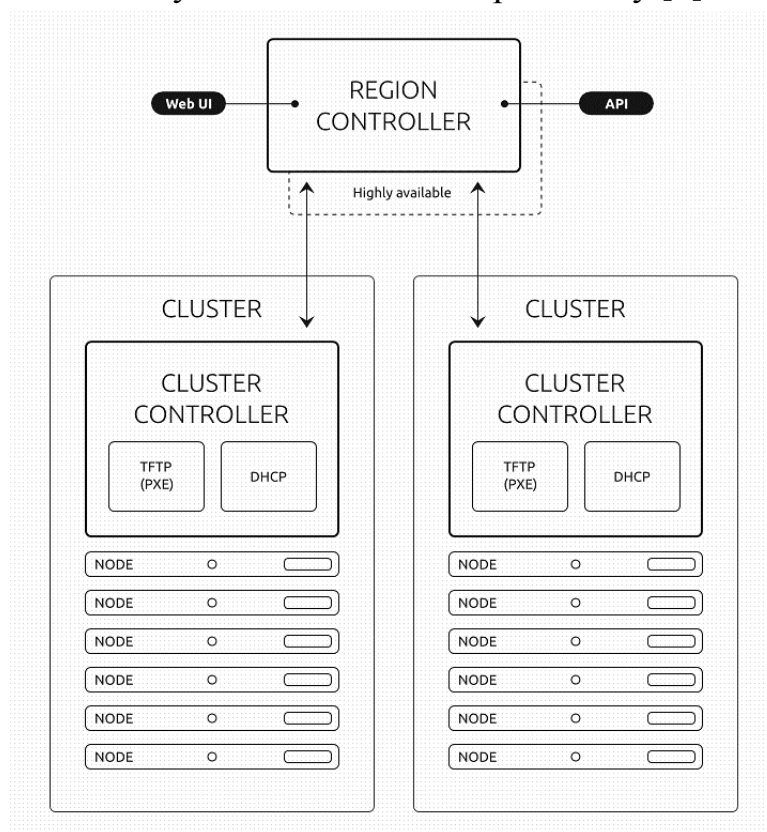 REGION
CONTROLLER
Web UI
API
Highly available
CLUSTER
CLUSTER
CONTROLLER
TFTP
(PXE)
DHCP
NODE
NODE
NODE
NODE
NODE
NODE
CLUSTER
CLUSTER
CONTROLLER
TFTP
(PXE)
DHCP
NODE
NODE
NODE
NODE
NODE
NODE